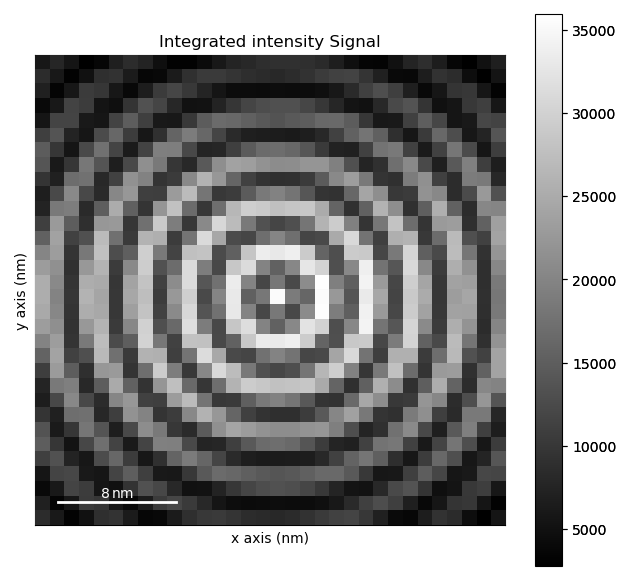 Integrated intensity Signal
35000
30000
25000
20000
15000
10000
5000
y axis (nm)
8 nm
x axis (nm)